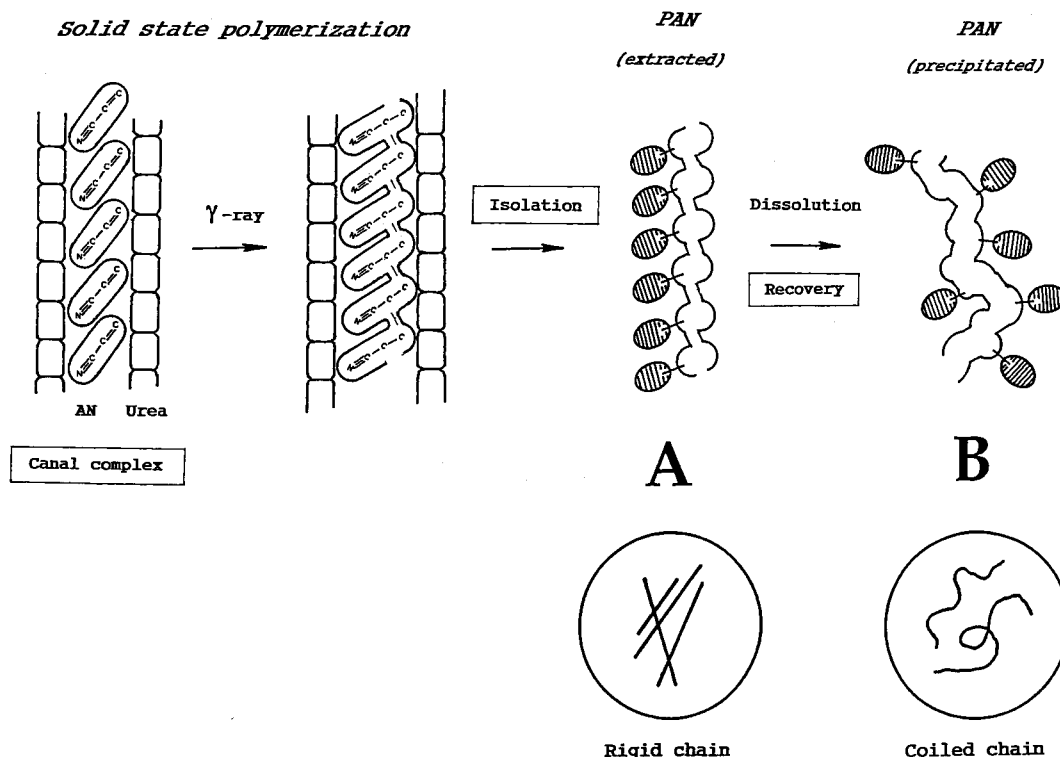 Solid state polymerization
PAN
(extracted)
PAN
(precipitated)
γ-ray
Isolation
Dissolution
Recovery
AN
Urea
Canal complex
A
B
Rigid chain
Coiled chain